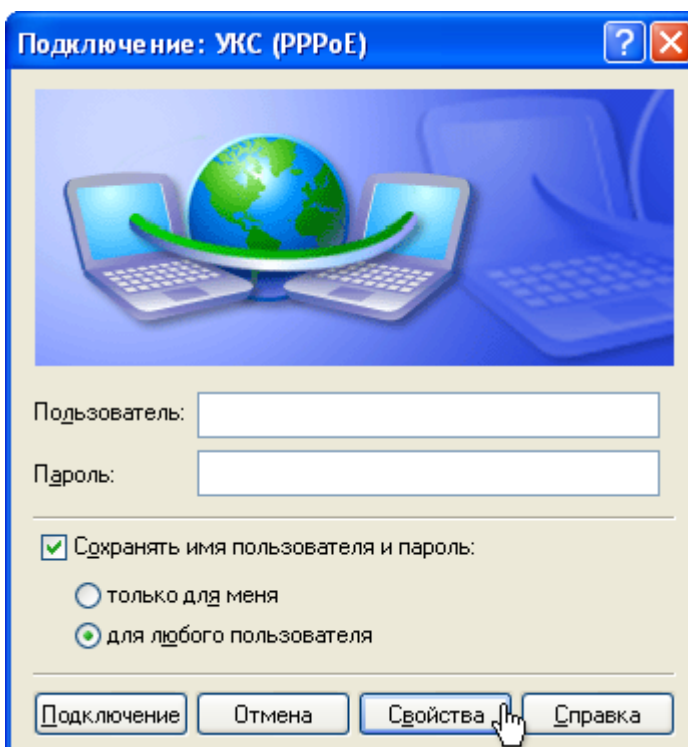 Подключение: УКС (PPPoE)
Пользователь:
Пароль:
Сохранять имя пользователя и пароль:
только для меня
для любого пользователя
Подключение Отмена Свойства Справка